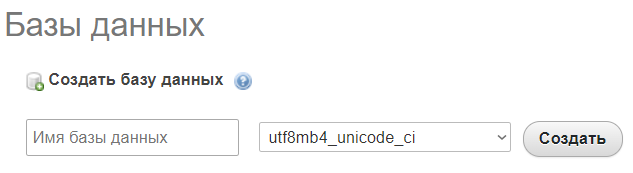 Базы данных
Создать базу данных
Имя базы данных utf8mb4_unicode_ci Создать